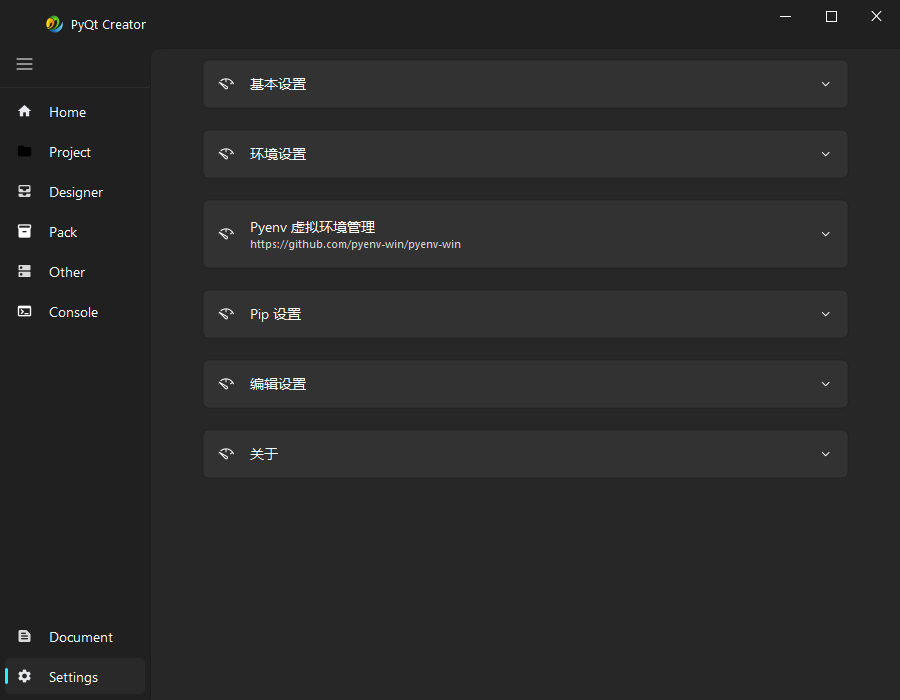 PyQt Creator
Home
Project
Designer
Pack
Other
Console
Document
Settings
基本设置
环境设置
Pyenv 虚拟环境管理
https://github.com/pyenv-win/pyenv-win
Pip 设置
编辑设置
关于